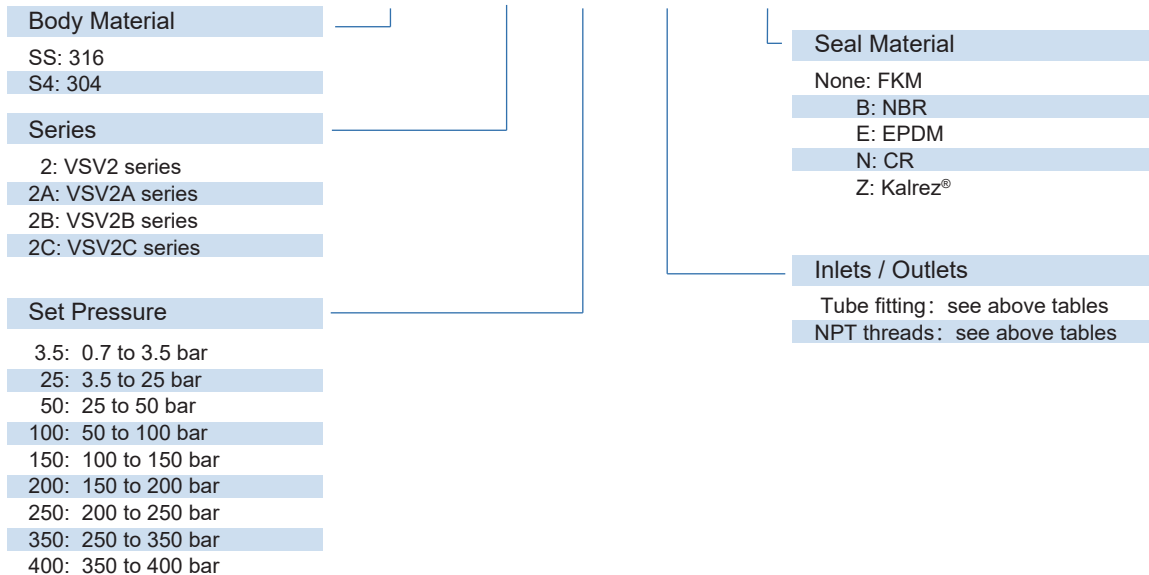 Body Material
SS: 316
S4: 304
Series
2: VSV2 series
2A: VSV2A series
2B: VSV2B series
2C: VSV2C series
Set Pressure
3.5: 0.7 to 3.5 bar
25: 3.5 to 25 bar
50: 25 to 50 bar
100: 50 to 100 bar
150: 100 to 150 bar
200: 150 to 200 bar
250: 200 to 250 bar
350: 250 to 350 bar
400: 350 to 400 bar
Seal Material
None: FKM
B: NBR
E: EPDM
N: CR
Z: Kalrez®
Inlets / Outlets
Tube fitting：see above tables
NPT threads：see above tables